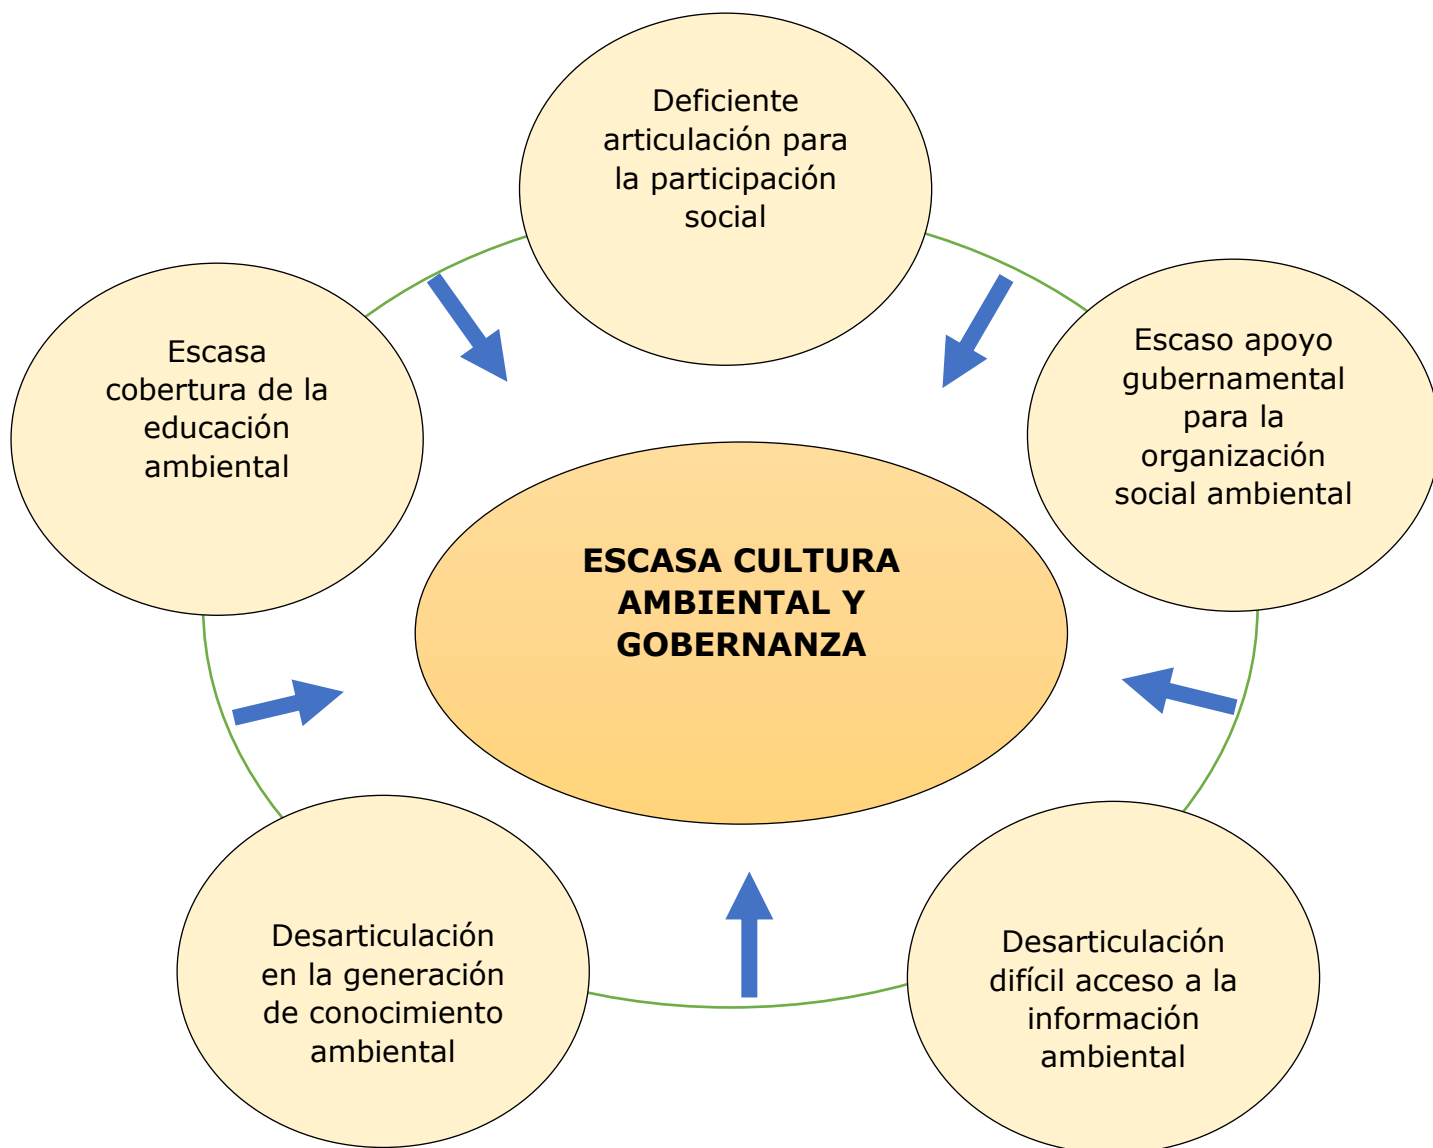 Deficiente
articulación para
la participación
social
Escasa
cobertura de la
educación
ambiental
Escaso apoyo
gubernamental
para la
organización
social ambiental
ESCASA CULTURA
AMBIENTAL Y
GOBERNANZA
Desarticulación
en la generación
de conocimiento
ambiental
Desarticulación
difícil acceso a la
información
ambiental